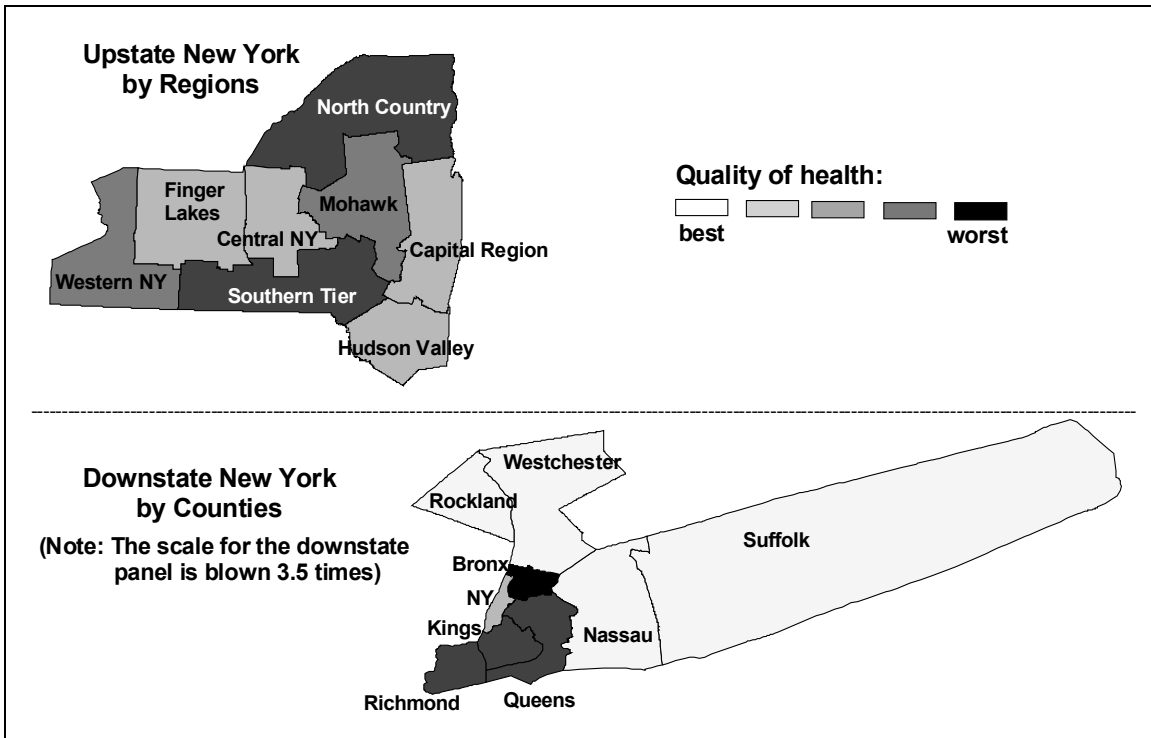 Upstate New York
by Regions
North Country
Finger
Lakes
Mohawk
Central NY
Capital Region
Western NY
Southern Tier
Hudson Valley
Quality of health:
best worst
Downstate New York
by Counties
(Note: The scale for the downstate
panel is blown 3.5 times)
Westchester
Rockland
Suffolk
Bronx
NY
Kings
Nassau
Richmond
Queens